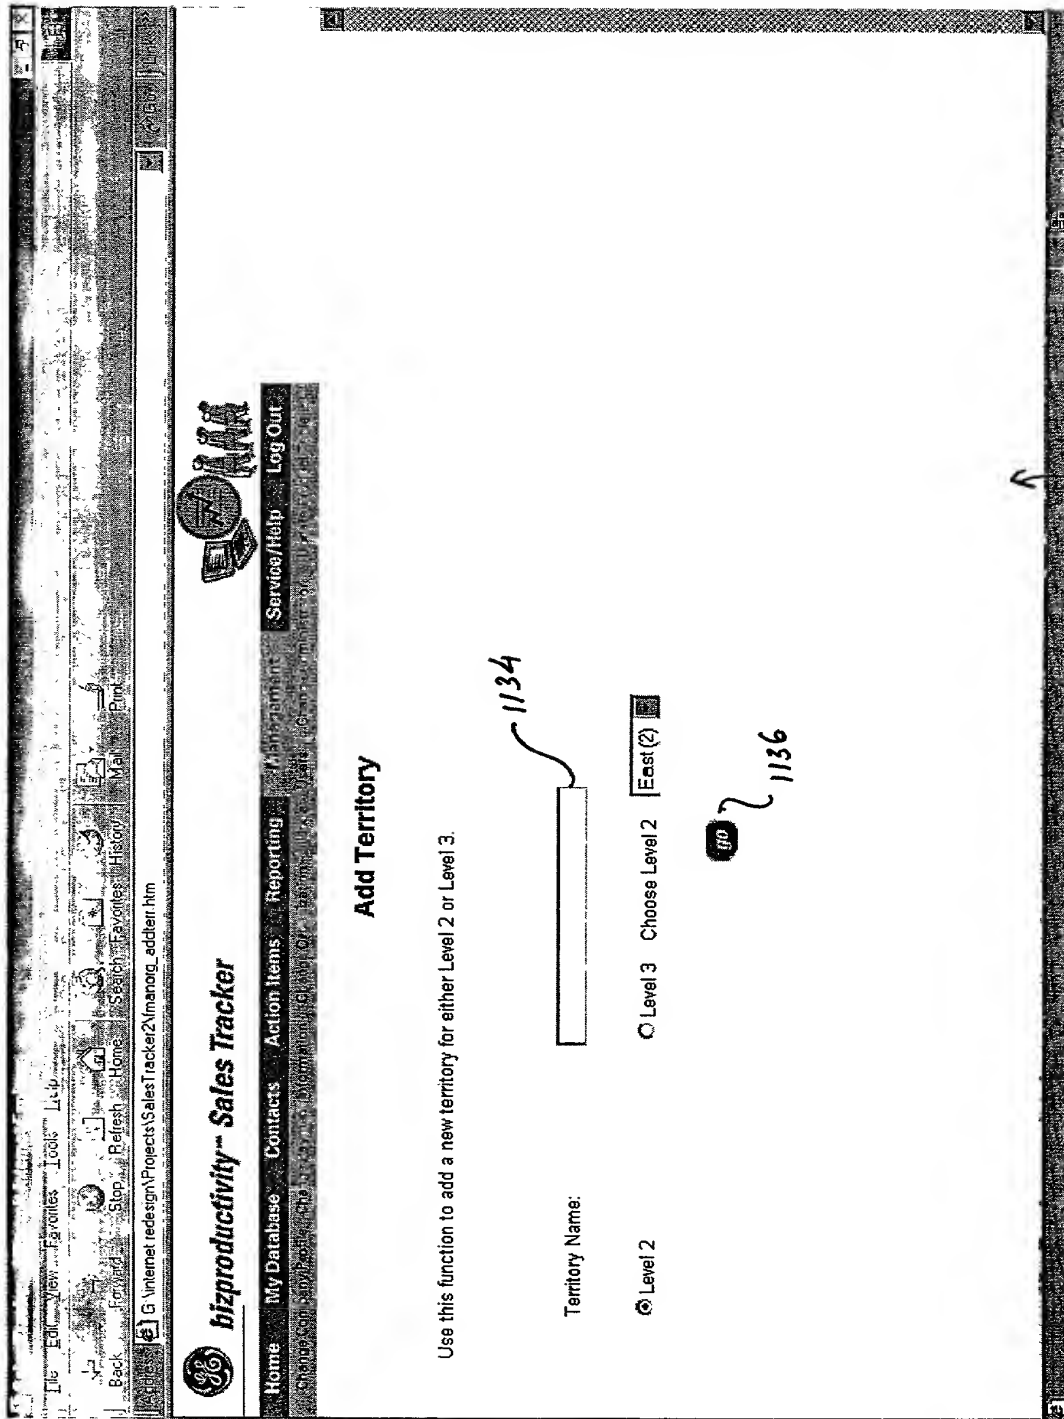 File Edit View Favorites Tools Help
Back Forward Stop Refresh Home Search Favorites History Mail Print
Address G:\internet redesign\Projects\SalesTracker2\fmanorg_addterr.htm
bizproductivity™ Sales Tracker
Home My Database Contacts Action Items Reporting Management Service/Help Log Out
Add Territory
Use this function to add a new territory for either Level 2 or Level 3.
1134
Territory Name:
Level 2 Level 3 Choose Level 2 East (2)
go
1136